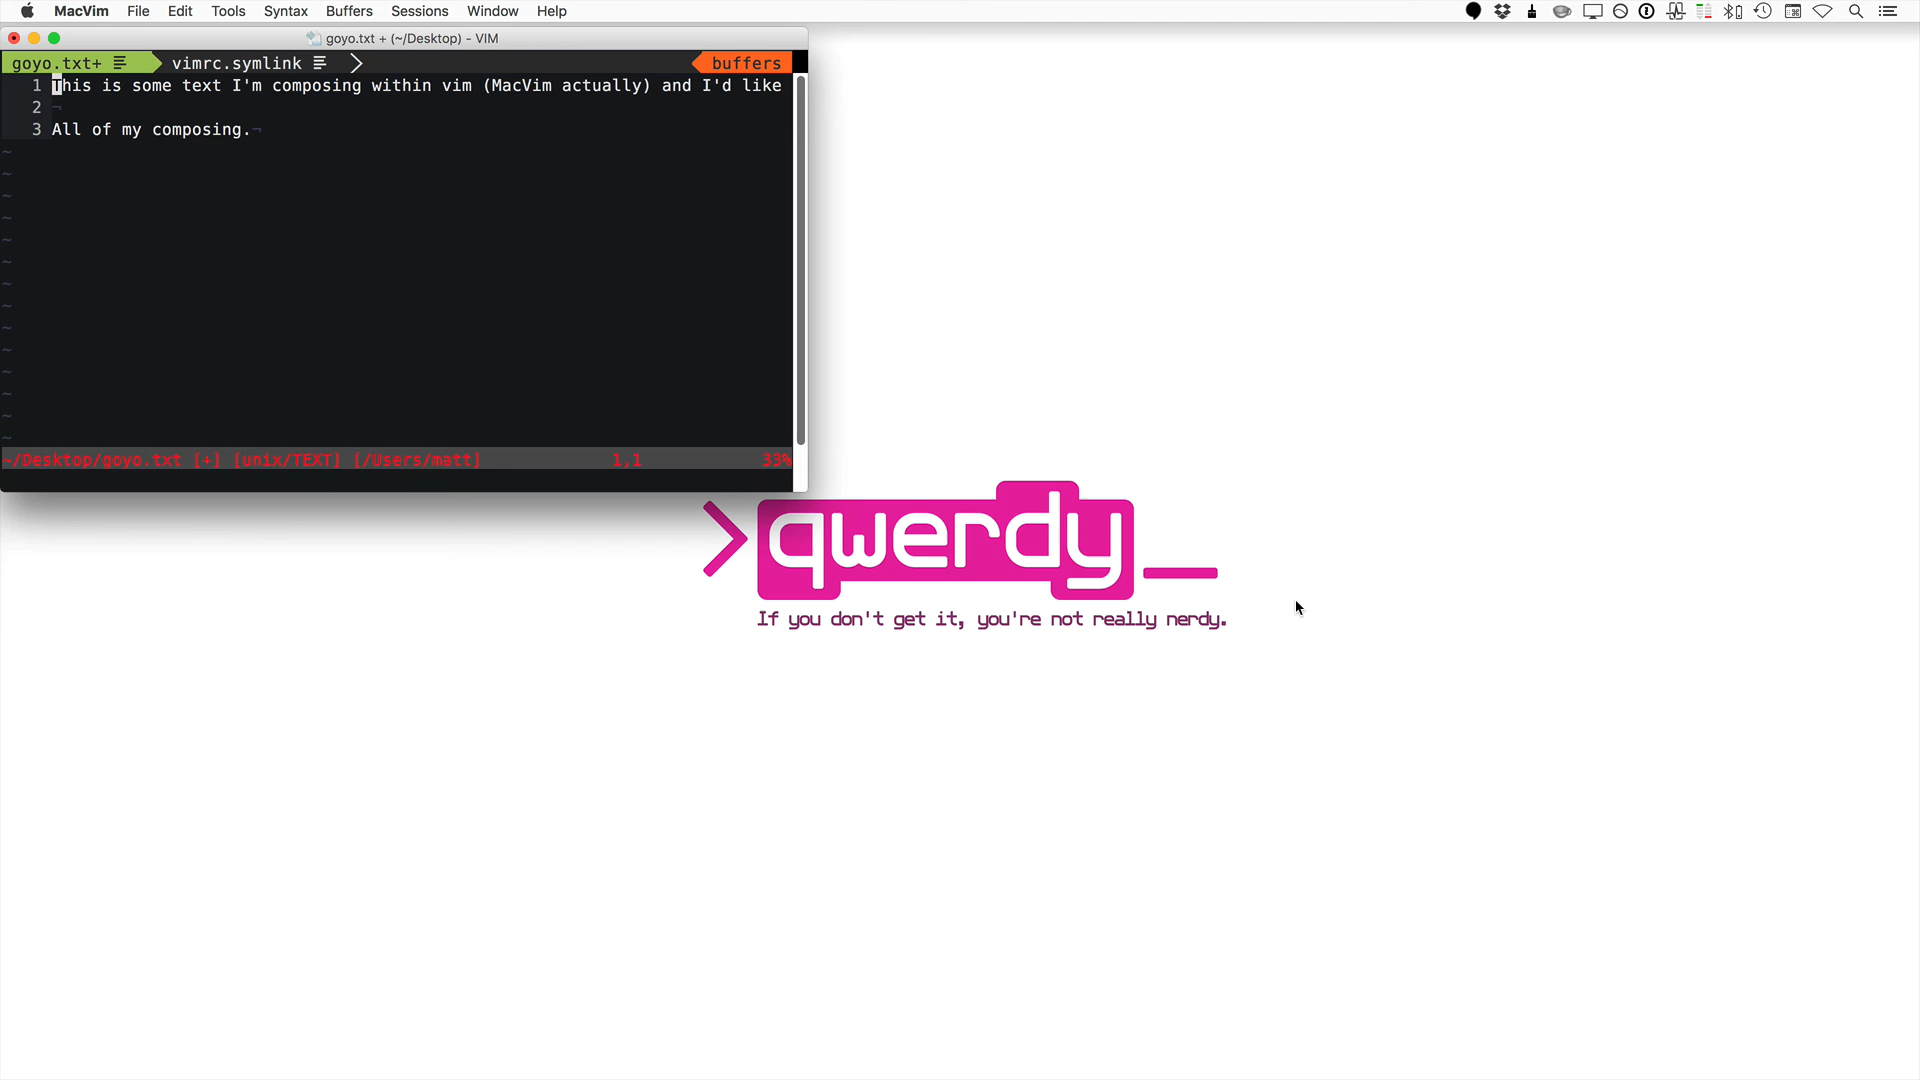 MacVim File Edit Tools Syntax Buffers Sessions Window Help
goyo.txt + (~/Desktop) - VIM
goyo.txt+ vimrc.symlink buffers
1 This is some text I'm composing within vim (MacVim actually) and I'd like
2 ¬
3 All of my composing.¬
~
~
~
~
~
~
~
~
~
~
~
~
~
~
~/Desktop/goyo.txt [+] [unix/TEXT] [/Users/matt] 1,1 33%
>qwerdy_
If you don't get it, you're not really nerdy.